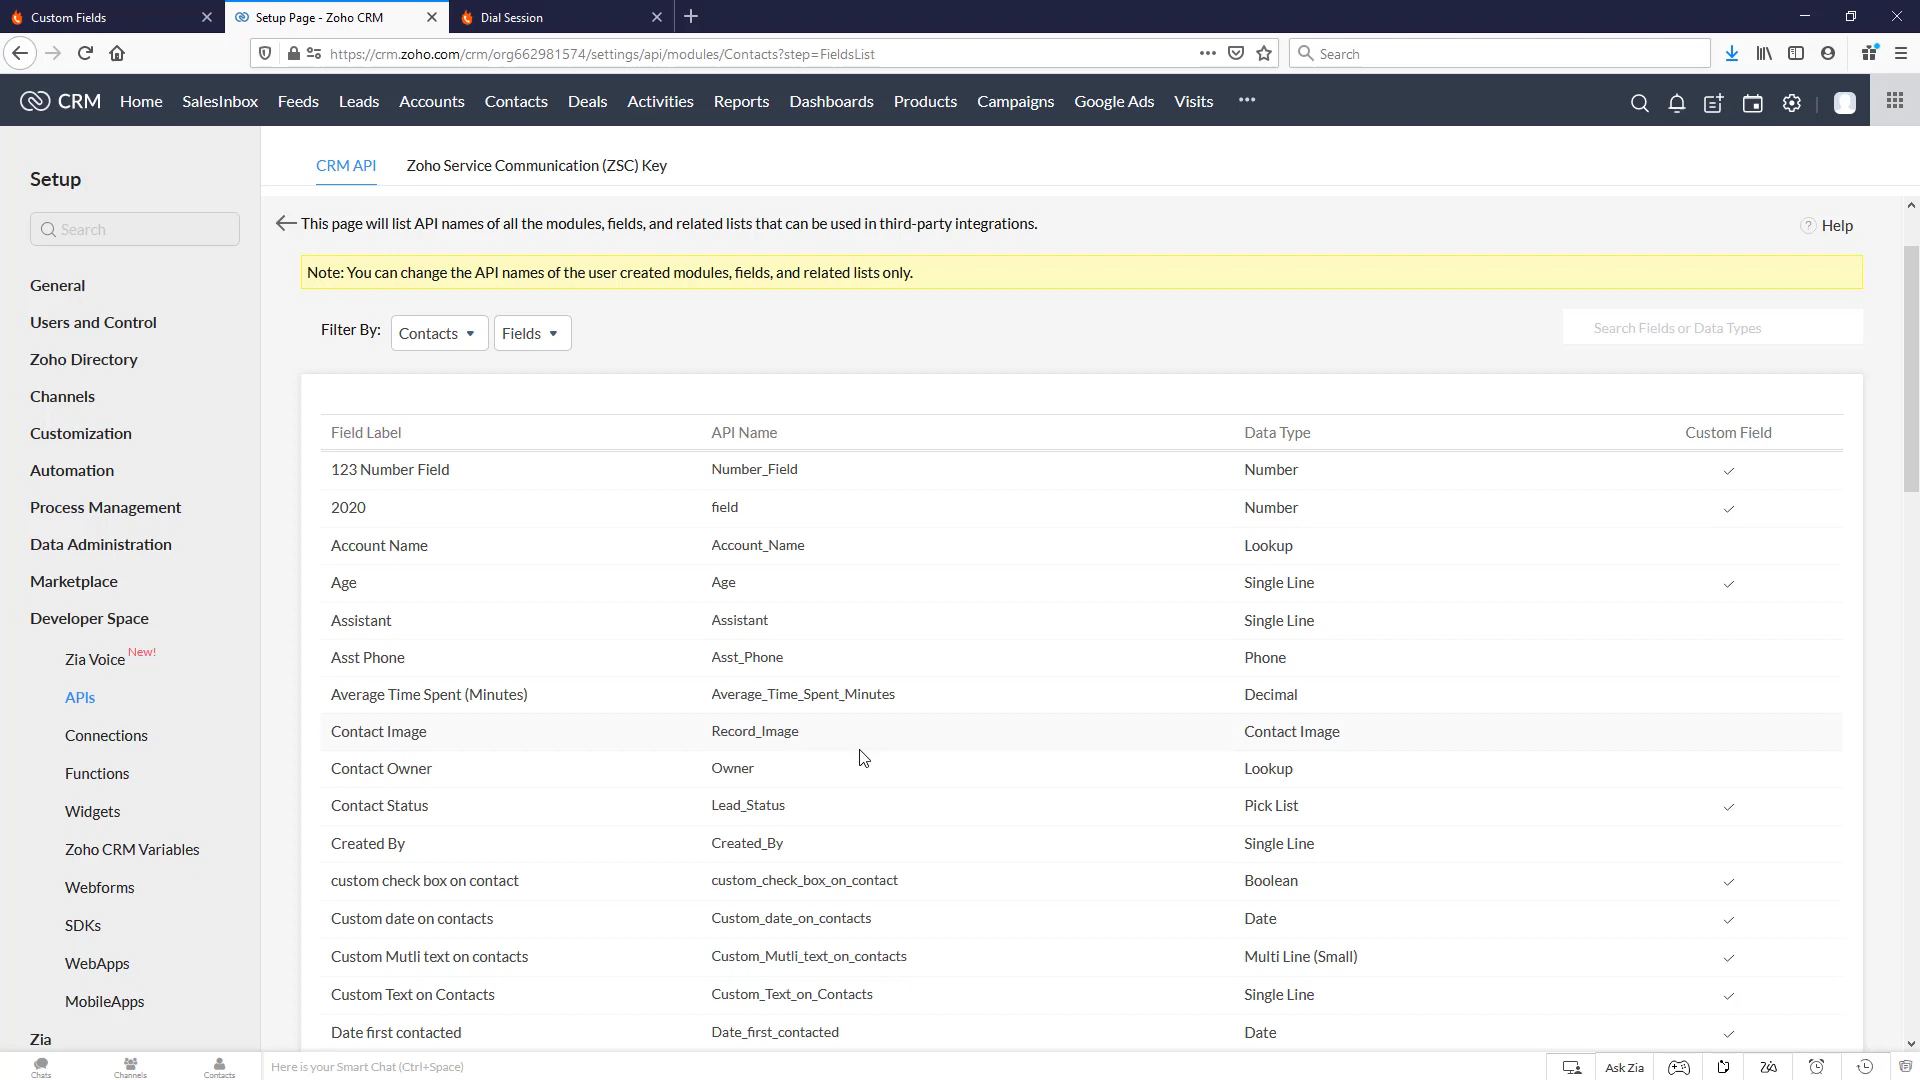 Custom Fields
Setup Page - Zoho CRM
Dial Session
https://crm.zoho.com/crm/org662981574/settings/api/modules/Contacts?step=FieldsList
Search
CRM Home SalesInbox Feeds Leads Accounts Contacts Deals Activities Reports Dashboards Products Campaigns Google Ads Visits
Setup
Search
General
Users and Control
Zoho Directory
Channels
Customization
Automation
Process Management
Data Administration
Marketplace
Developer Space
Zia Voice New!
APIs
Connections
Functions
Widgets
Zoho CRM Variables
Webforms
SDKs
WebApps
MobileApps
Zia
CRM API Zoho Service Communication (ZSC) Key
This page will list API names of all the modules, fields, and related lists that can be used in third-party integrations.
? Help
Note: You can change the API names of the user created modules, fields, and related lists only.
Filter By: Contacts Fields
Search Fields or Data Types
Field Label API Name Data Type Custom Field
123 Number Field Number_Field Number
2020 field Number
Account Name Account_Name Lookup
Age Age Single Line
Assistant Assistant Single Line
Asst Phone Asst_Phone Phone
Average Time Spent (Minutes) Average_Time_Spent_Minutes Decimal
Contact Image Record_Image Contact Image
Contact Owner Owner Lookup
Contact Status Lead_Status Pick List
Created By Created_By Single Line
custom check box on contact custom_check_box_on_contact Boolean
Custom date on contacts Custom_date_on_contacts Date
Custom Mutli text on contacts Custom_Mutli_text_on_contacts Multi Line (Small)
Custom Text on Contacts Custom_Text_on_Contacts Single Line
Date first contacted Date_first_contacted Date
Chats Channels Contacts
Here is your Smart Chat (Ctrl+Space)
Ask Zia